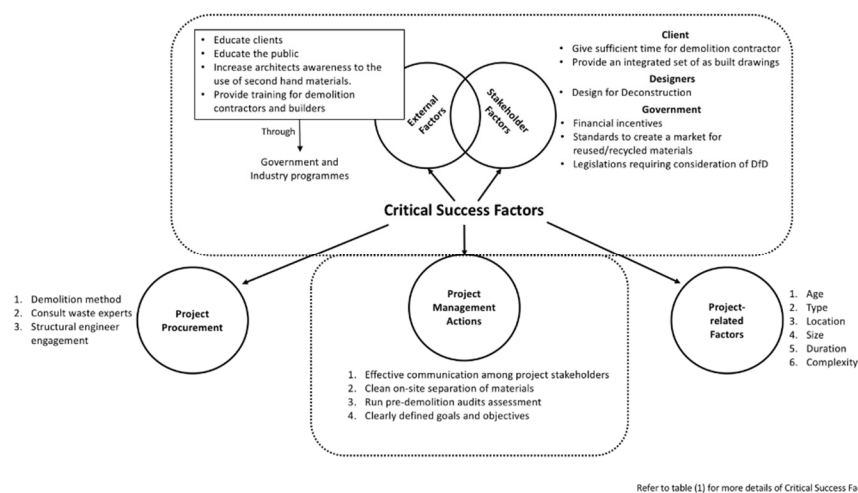 • Educate clients
• Educate the public
• Increase architects awareness to the
use of second hand materials.
• Provide training for demolition
contractors and builders
Through
Government and
Industry programmes
External
Factors
Stakeholder
Factors
Client
• Give sufficient time for demolition contractor
• Provide an integrated set of as built drawings
Designers
• Design for Deconstruction
Government
• Financial incentives
• Standards to create a market for
reused/recycled materials
• Legislations requiring consideration of DfD
Critical Success Factors
1. Demolition method
2. Consult waste experts
3. Structural engineer
engagement
Project
Procurement
Project
Management
Actions
1. Effective communication among project stakeholders
2. Clean on-site separation of materials
3. Run pre-demolition audits assessment
4. Clearly defined goals and objectives
Project-
related
Factors
1. Age
2. Type
3. Location
4. Size
5. Duration
6. Complexity
Refer to table (1) for more details of Critical Success Fa